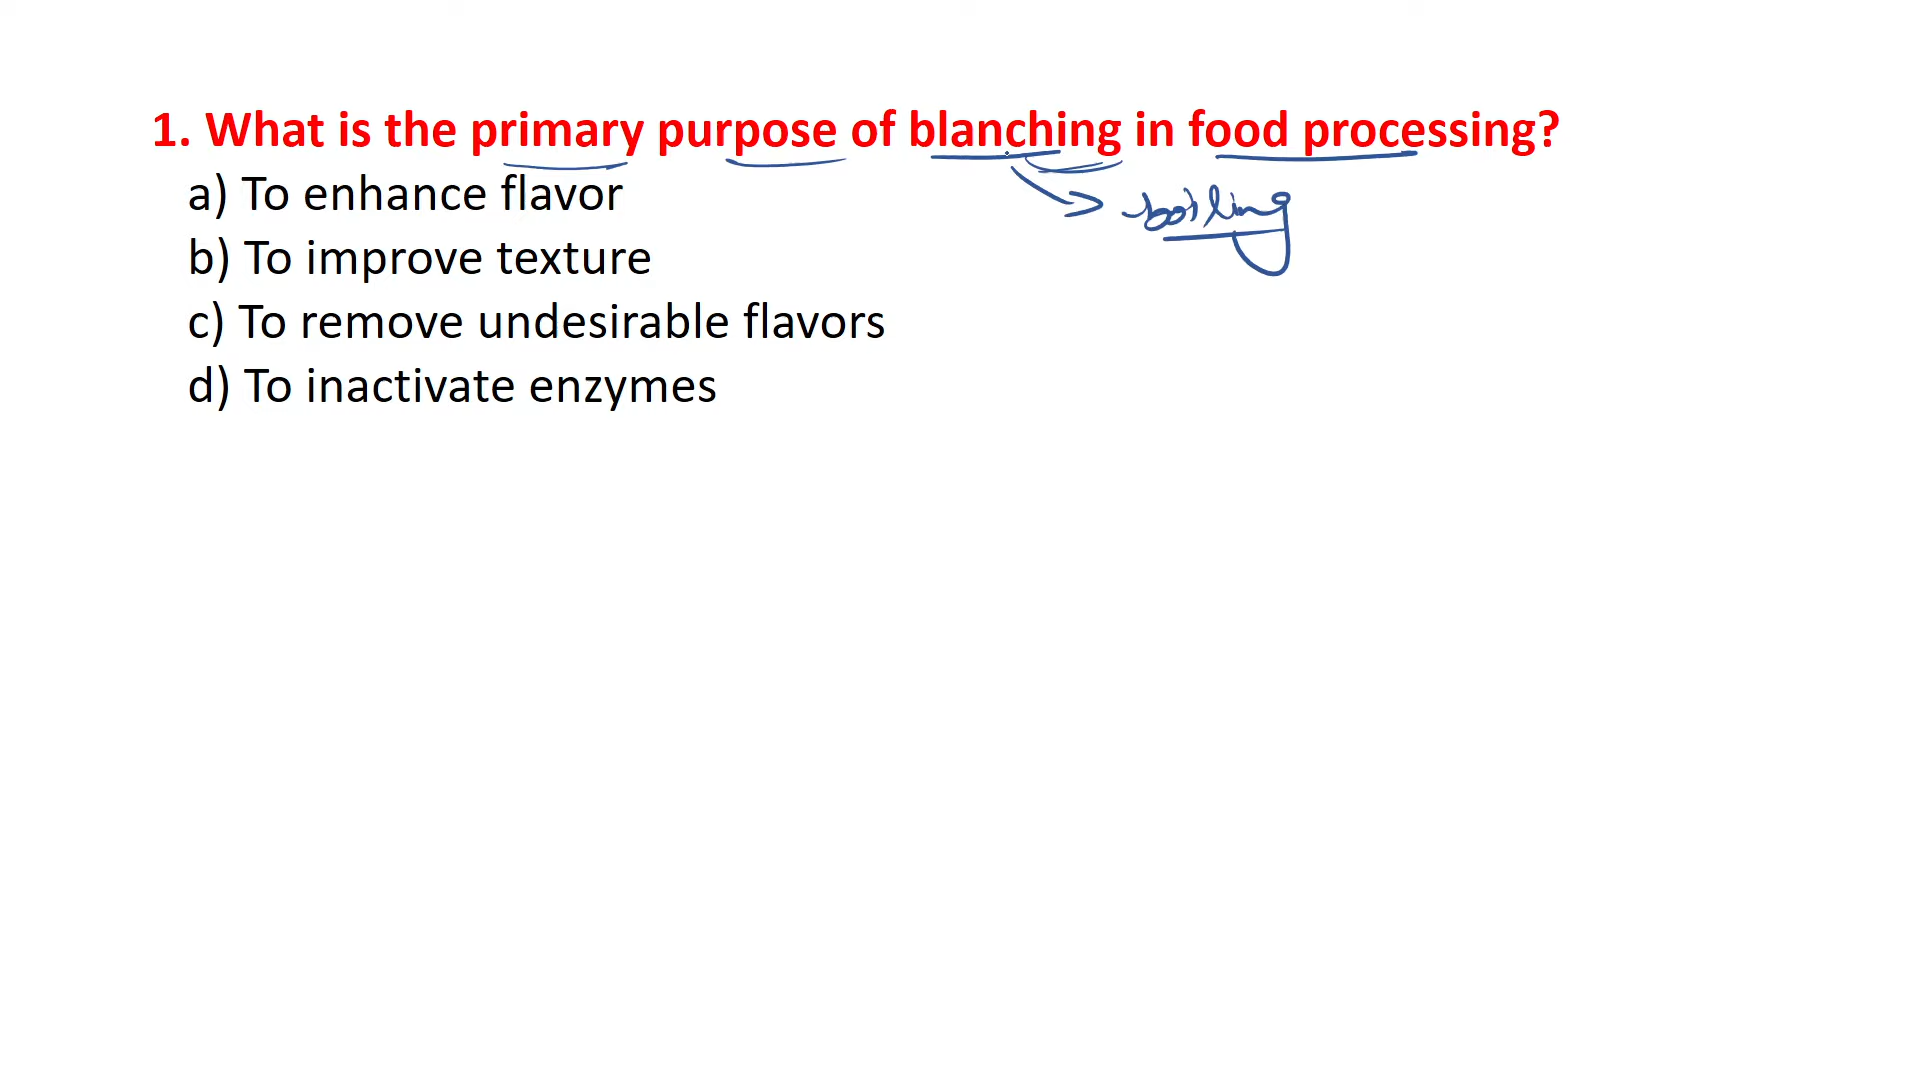 1. What is the primary purpose of blanching in food processing?
a) To enhance flavor
boiling
b) To improve texture
c) To remove undesirable flavors
d) To inactivate enzymes